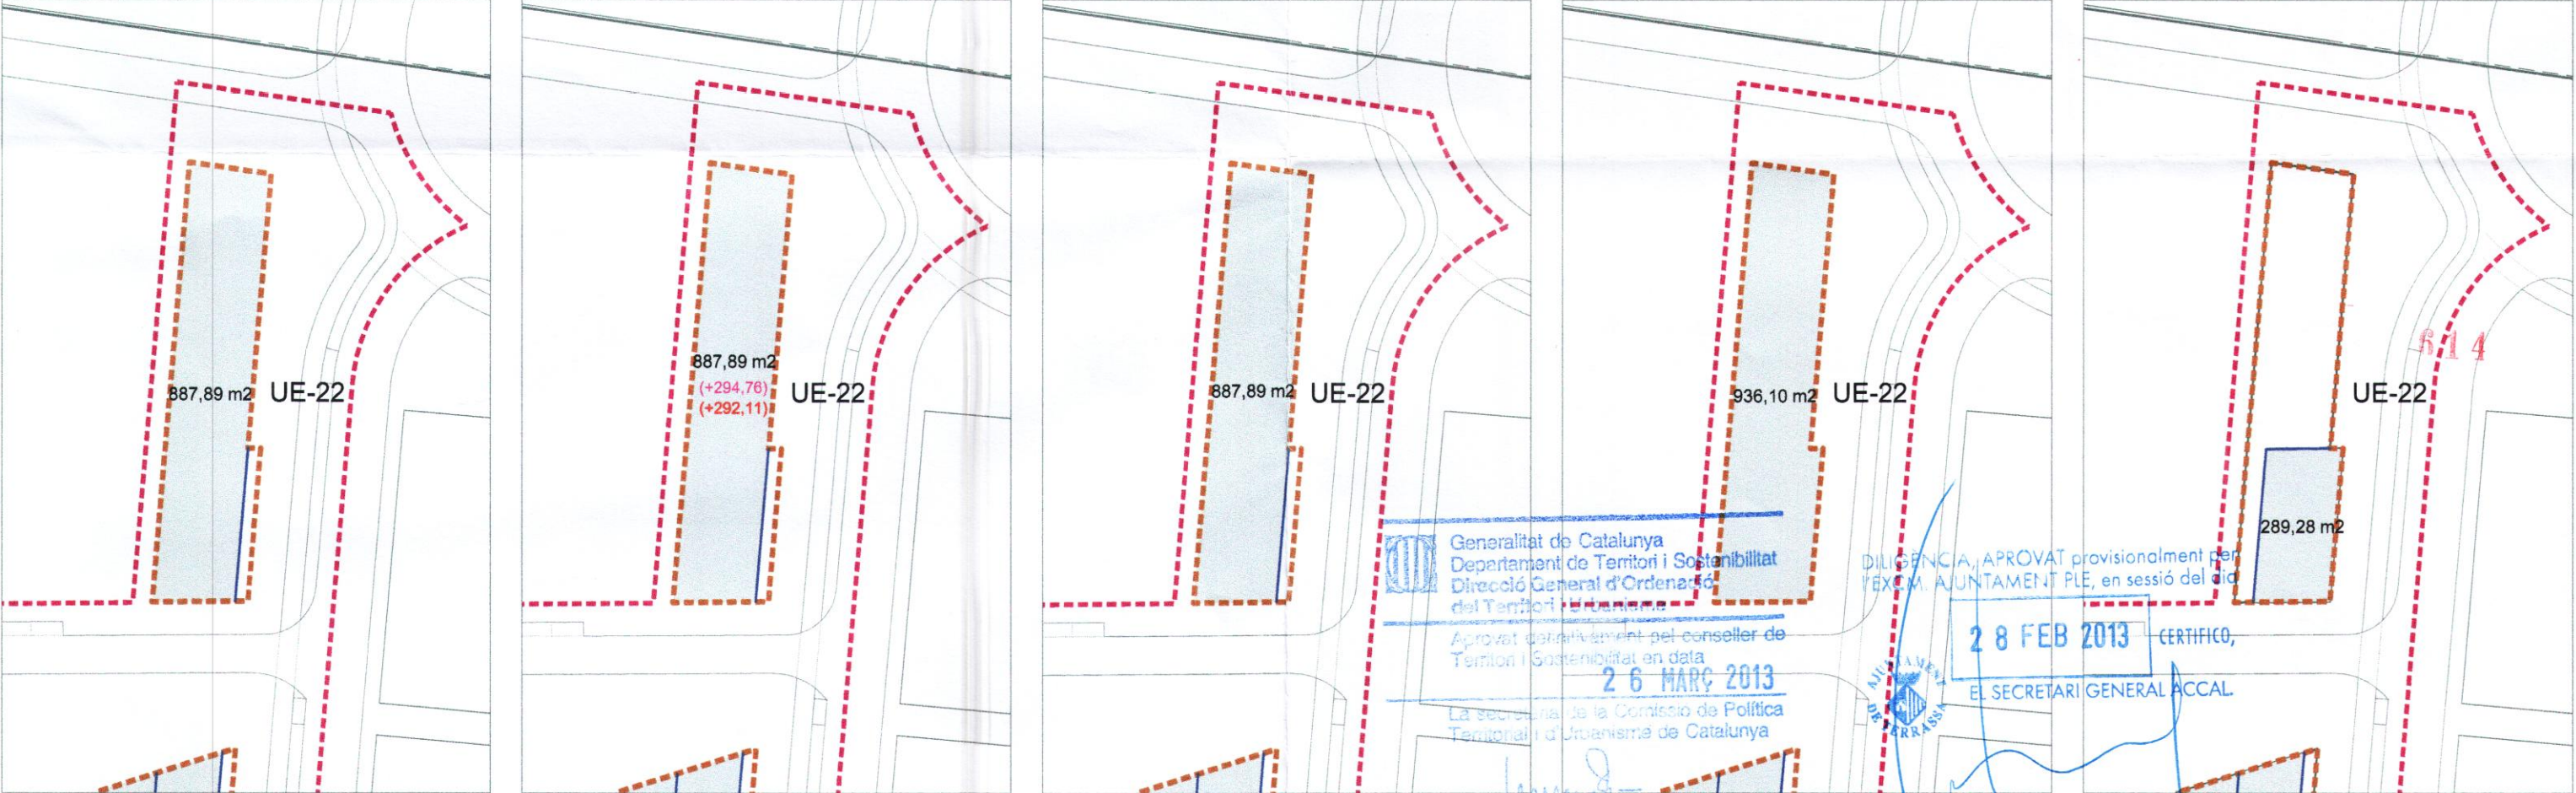 887,89 m2
UE-22
887,89 m2
(+294,76)
(+292,11)
UE-22
887,89 m2
UE-22
936,10 m2
UE-22
614
UE-22
289,28 m2
Generalitat de Catalunya
Departament de Territori i Sostenibilitat
Direcció General d'Ordenació
del Territori i Urbanisme
Aprovat definitivament pel conseller de
Territori i Sostenibilitat en data
26 MARÇ 2013
La secretària de la Comissió de Política
Territorial i d'Urbanisme de Catalunya
DILIGÈNCIA, APROVAT provisionalment per
l'EXCM. AJUNTAMENT PLE, en sessió del dia
28 FEB 2013 CERTIFICO,
EL SECRETARI GENERAL ACCAL.
AJUNTAMENT DE TERRASSA